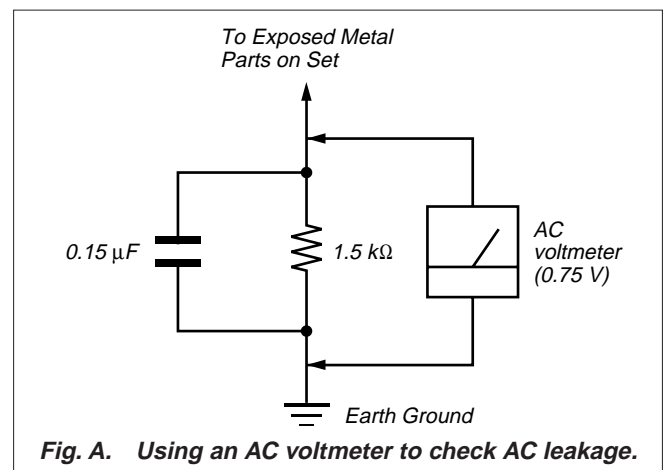 To Exposed Metal
Parts on Set
0.15 µF
1.5 kΩ
AC
voltmeter
(0.75 V)
Earth Ground
Fig. A. Using an AC voltmeter to check AC leakage.